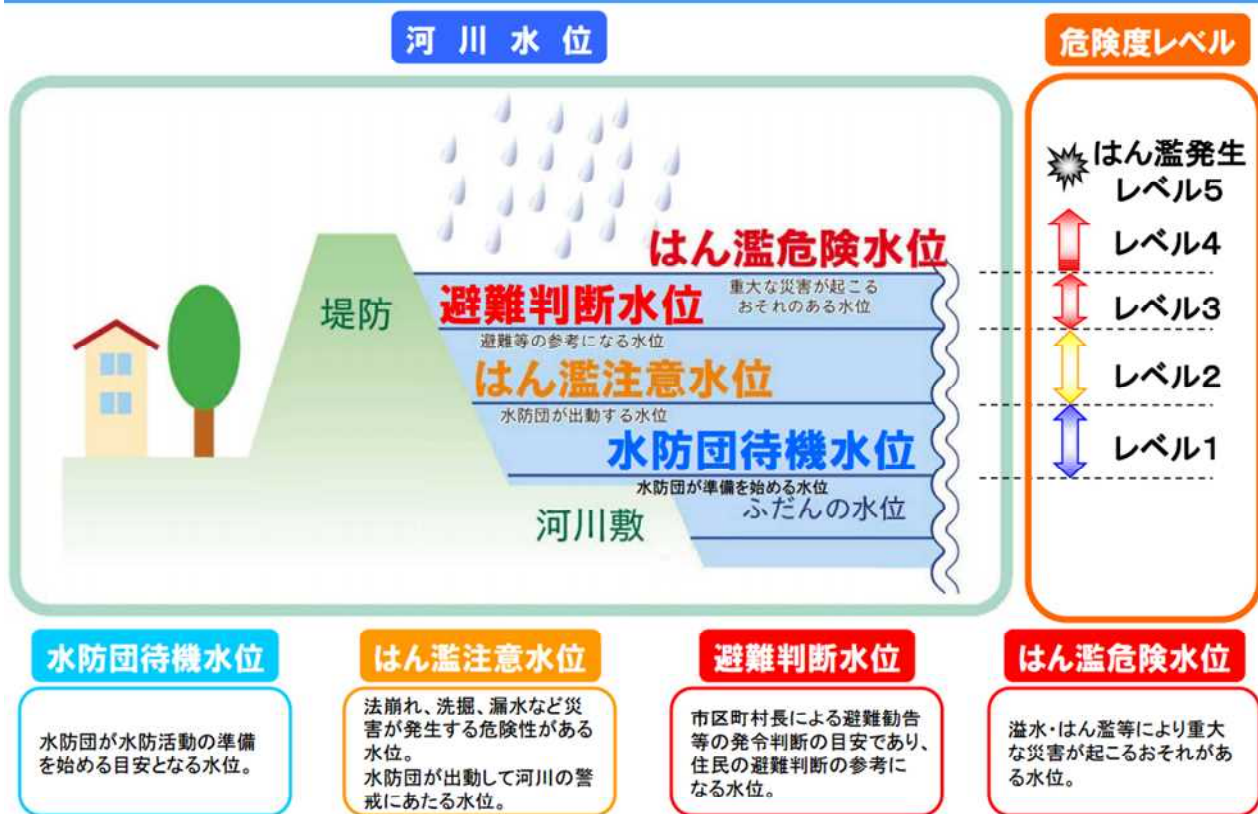 河川水位
危険度レベル
はん濫発生
レベル5
はん濫危険水位
レベル4
重大な災害が起こる
おそれのある水位
避難判断水位
レベル3
堤防
避難等の参考になる水位
はん濫注意水位
レベル2
水防団が出動する水位
水防団待機水位
レベル1
水防団が準備を始める水位
ふだんの水位
河川敷
水防団待機水位
水防団が水防活動の準備
を始める目安となる水位。
はん濫注意水位
法崩れ、洗掘、漏水など災
害が発生する危険性がある
水位。
水防団が出動して河川の警
戒にあたる水位。
避難判断水位
市区町村長による避難勧告
等の発令判断の目安であり、
住民の避難判断の参考に
なる水位。
はん濫危険水位
溢水・はん濫等により重大
な災害が起こるおそれがあ
る水位。